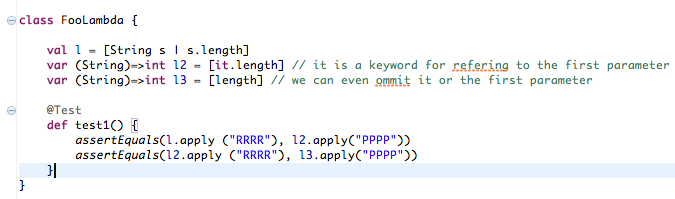 class FooLambda {
val l = [String s | s.length]
var (String)=>int l2 = [it.length] // it is a keyword for refering to the first parameter
var (String)=>int l3 = [length] // we can even ommit it or the first parameter
@Test
def test1() {
assertEquals(l.apply ("RRRR"), l2.apply("PPPP"))
assertEquals(l2.apply ("RRRR"), l3.apply("PPPP"))
}
}